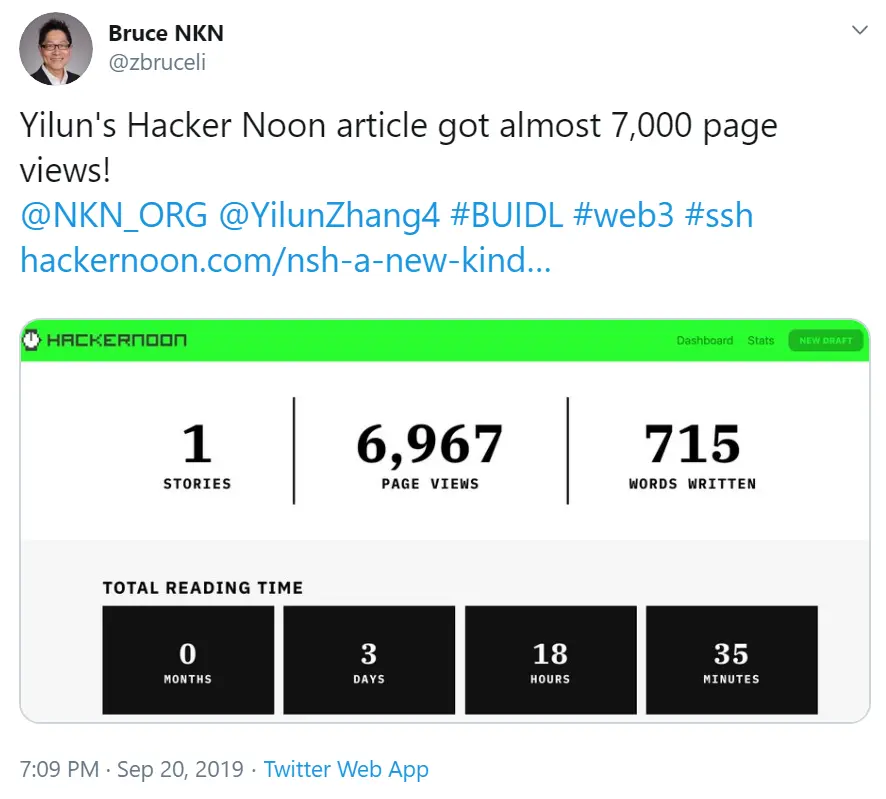 Bruce NKN
@zbruceli
Yilun's Hacker Noon article got almost 7,000 page
views!
@NKN_ORG @YilunZhang4 #BUIDL #web3 #ssh
hackernoon.com/nsh-a-new-kind...
HACKERNOON Dashboard Stats NEW DRAFT
1 6,967 715
STORIES PAGE VIEWS WORDS WRITTEN
TOTAL READING TIME
0 3 18 35
MONTHS DAYS HOURS MINUTES
7:09 PM · Sep 20, 2019 · Twitter Web App